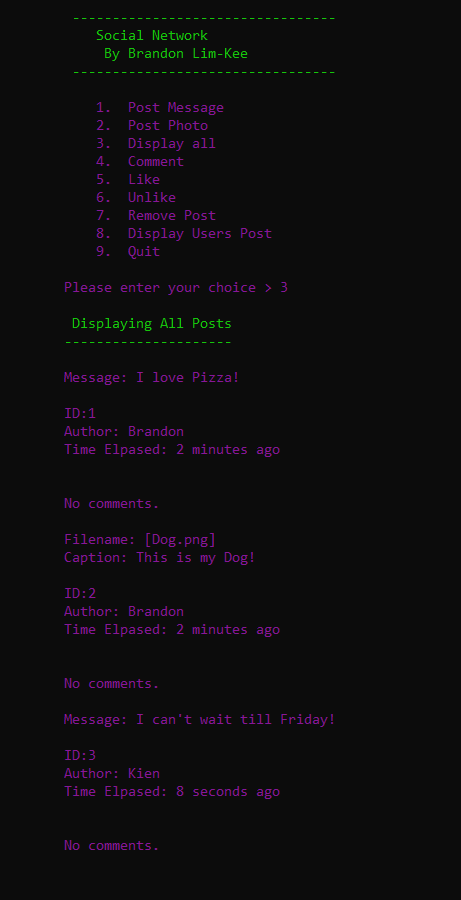 ---------------------------------
Social Network
By Brandon Lim-Kee
---------------------------------
1. Post Message
2. Post Photo
3. Display all
4. Comment
5. Like
6. Unlike
7. Remove Post
8. Display Users Post
9. Quit
Please enter your choice > 3
Displaying All Posts
---------------------
Message: I love Pizza!
ID:1
Author: Brandon
Time Elpased: 2 minutes ago
No comments.
Filename: [Dog.png]
Caption: This is my Dog!
ID:2
Author: Brandon
Time Elpased: 2 minutes ago
No comments.
Message: I can't wait till Friday!
ID:3
Author: Kien
Time Elpased: 8 seconds ago
No comments.